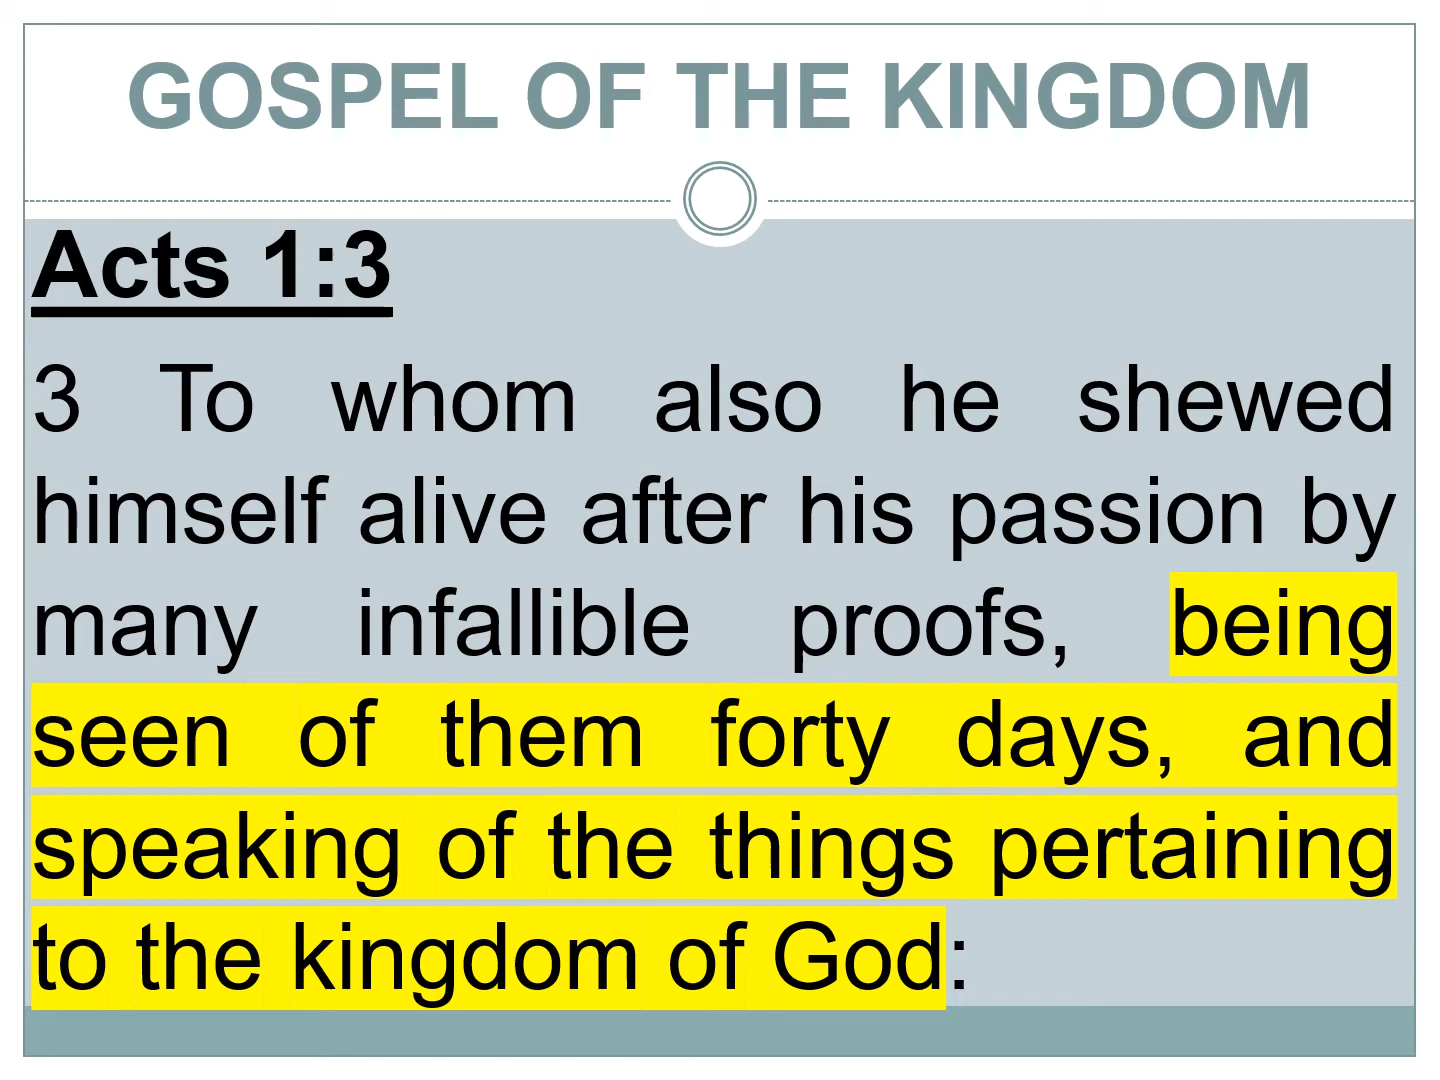 GOSPEL OF THE KINGDOM
Acts 1:3
3 To whom also he shewed
himself alive after his passion by
many infallible proofs, being
seen of them forty days, and
speaking of the things pertaining
to the kingdom of God: